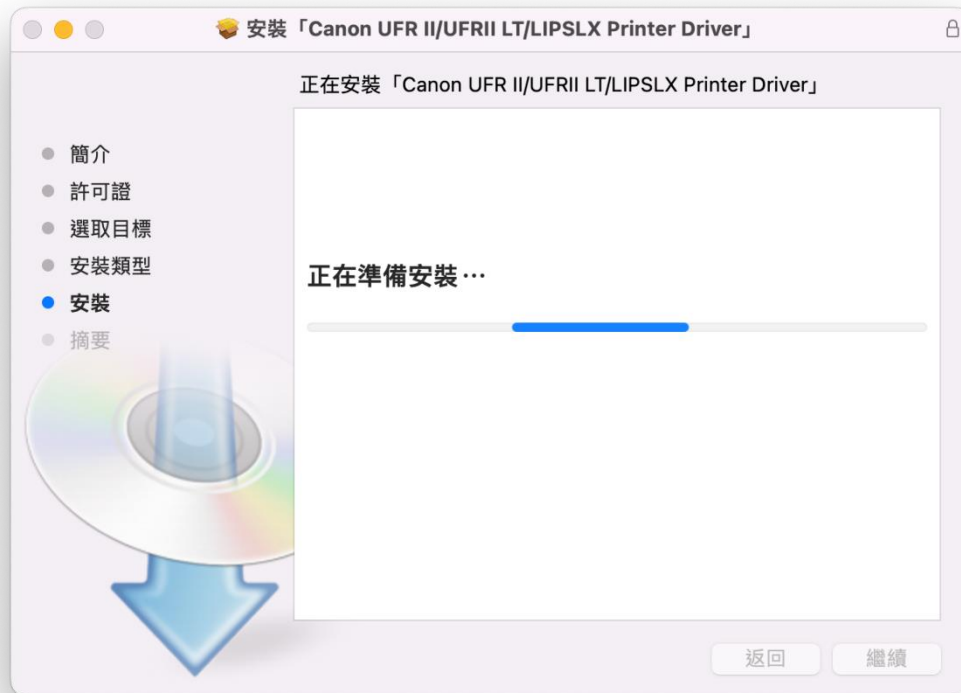 安裝「Canon UFR II/UFRII LT/LIPSLX Printer Driver」
正在安裝「Canon UFR II/UFRII LT/LIPSLX Printer Driver」
簡介
許可證
選取目標
安裝類型
安裝
摘要
正在準備安裝⋯
返回
繼續